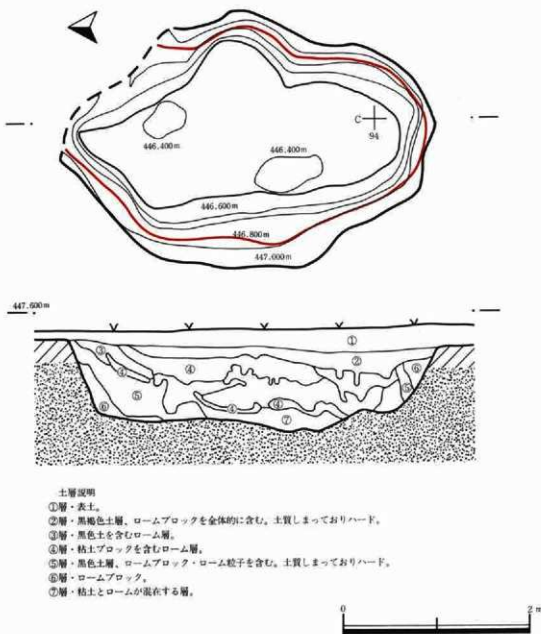 C
94
446.400m
446.400m
446.600m
446.800m
447.000m
447.600m
①
②
③
④
④
④
④
⑤
⑤
⑥
⑥
⑦
土層説明
①層・表土。
②層・黒褐色土層、ロームブロックを全体的に含む。土質しまっておりハード。
③層・黒色土を含むローム層。
④層・粘土ブロックを含むローム層。
⑤層・黒色土層、ロームブロック・ローム粒子を含む。土質しまっておりハード。
⑥層・ロームブロック。
⑦層・粘土とロームが混在する層。
0 2m